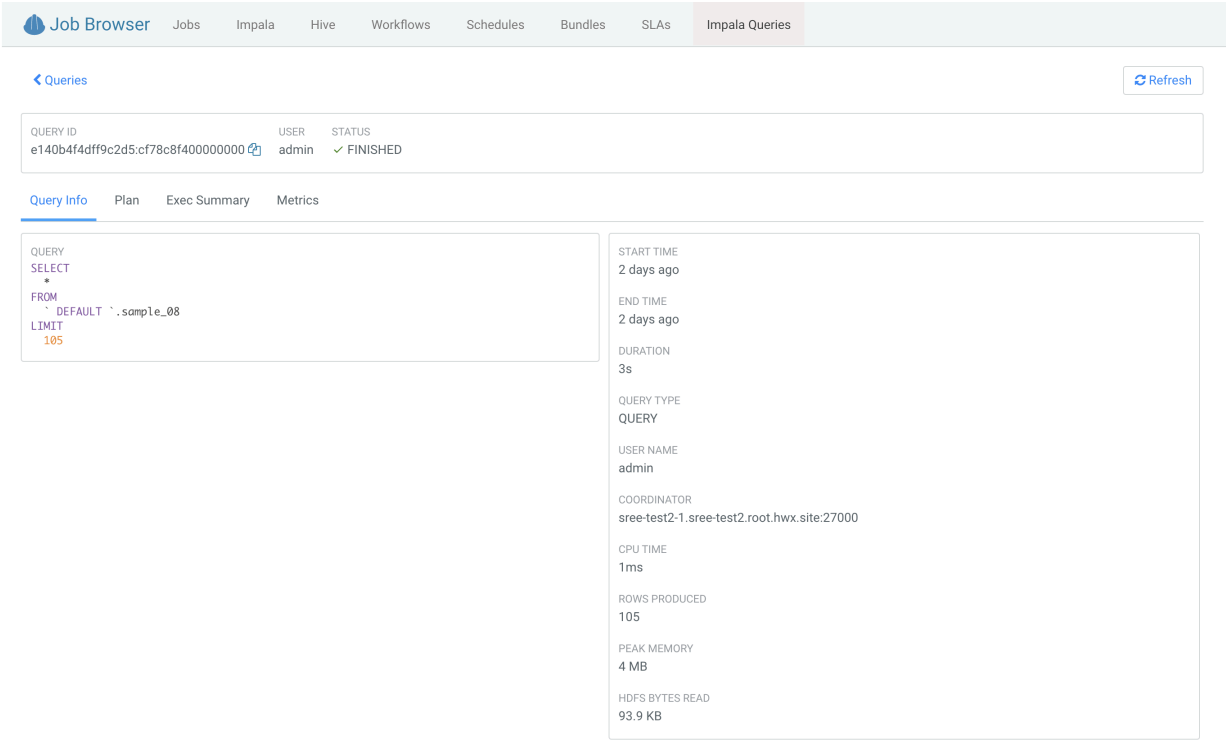 Job Browser Jobs Impala Hive Workflows Schedules Bundles SLAs Impala Queries
Queries Refresh
QUERY ID USER STATUS
e140b4f4dff9c2d5:cf78c8f400000000 admin FINISHED
Query Info Plan Exec Summary Metrics
QUERY
SELECT
*
FROM
` DEFAULT `.sample_08
LIMIT
105
START TIME
2 days ago
END TIME
2 days ago
DURATION
3s
QUERY TYPE
QUERY
USER NAME
admin
COORDINATOR
sree-test2-1.sree-test2.root.hwx.site:27000
CPU TIME
1ms
ROWS PRODUCED
105
PEAK MEMORY
4 MB
HDFS BYTES READ
93.9 KB